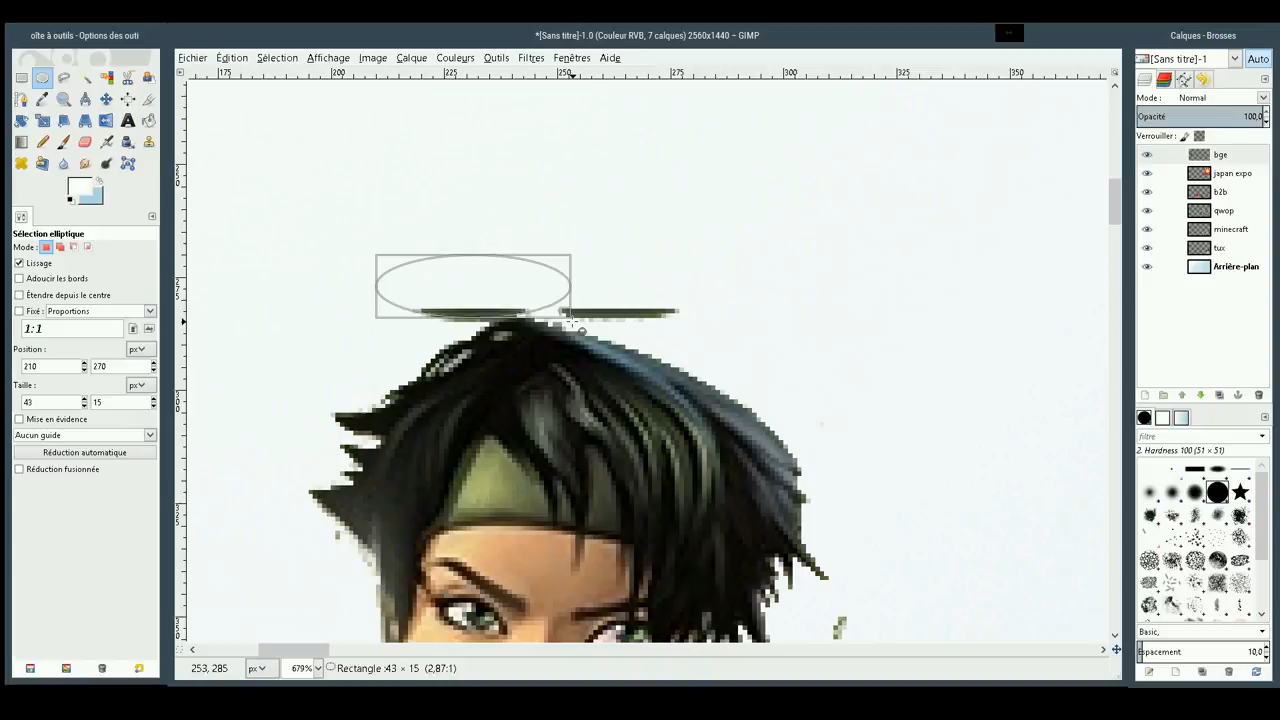 oîte à outils - Options des outi
*[Sans titre]-1.0 (Couleur RVB, 7 calques) 2560x1440 – GIMP
Calques - Brosses
Fichier Édition Sélection Affichage Image Calque Couleurs Outils Filtres Fenêtres Aide
[Sans titre]-1 Auto
175 200 225 250 275 300 325 350
Mode : Normal
Opacité 100,0
Verrouiller :
bge
japan expo
b2b
qwop
minecraft
tux
Arrière-plan
Sélection elliptique
Mode :
Lissage
Adoucir les bords
Étendre depuis le centre
Fixé : Proportions
1:1
Position : px
210 270
Taille : px
43 15
Mise en évidence
Aucun guide
Réduction automatique
Réduction fusionnée
filtre
2. Hardness 100 (51 × 51)
Basic,
Espacement 10,0
253, 285 px 679% Rectangle : 43 × 15 (2,87:1)